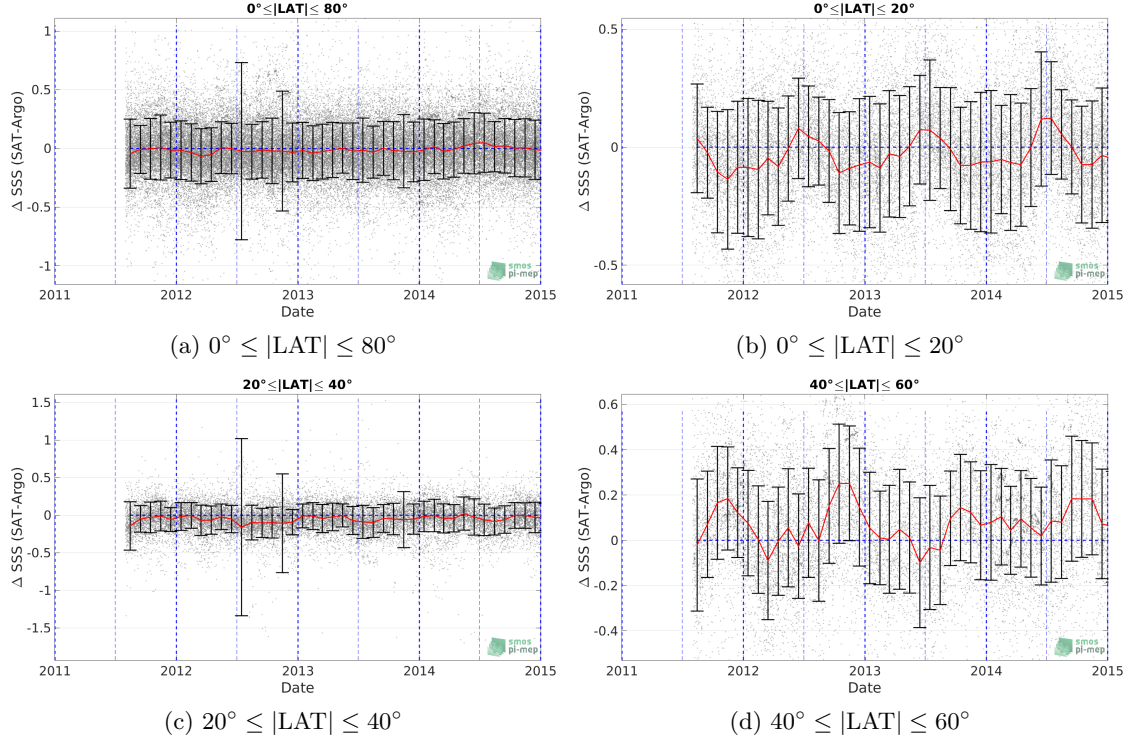 0°≤|LAT|≤ 80°
1
0.5
0
-0.5
-1
Δ SSS (SAT-Argo)
smos
pi-mep
2011 2012 2013 2014 2015
Date
(a) 0° ≤ |LAT| ≤ 80°
0°≤|LAT|≤ 20°
0.5
0
-0.5
Δ SSS (SAT-Argo)
smos
pi-mep
2011 2012 2013 2014 2015
Date
(b) 0° ≤ |LAT| ≤ 20°
20°≤|LAT|≤ 40°
1.5
1
0.5
0
-0.5
-1
-1.5
Δ SSS (SAT-Argo)
smos
pi-mep
2011 2012 2013 2014 2015
Date
(c) 20° ≤ |LAT| ≤ 40°
40°≤|LAT|≤ 60°
0.6
0.4
0.2
0
-0.2
-0.4
Δ SSS (SAT-Argo)
smos
pi-mep
2011 2012 2013 2014 2015
Date
(d) 40° ≤ |LAT| ≤ 60°